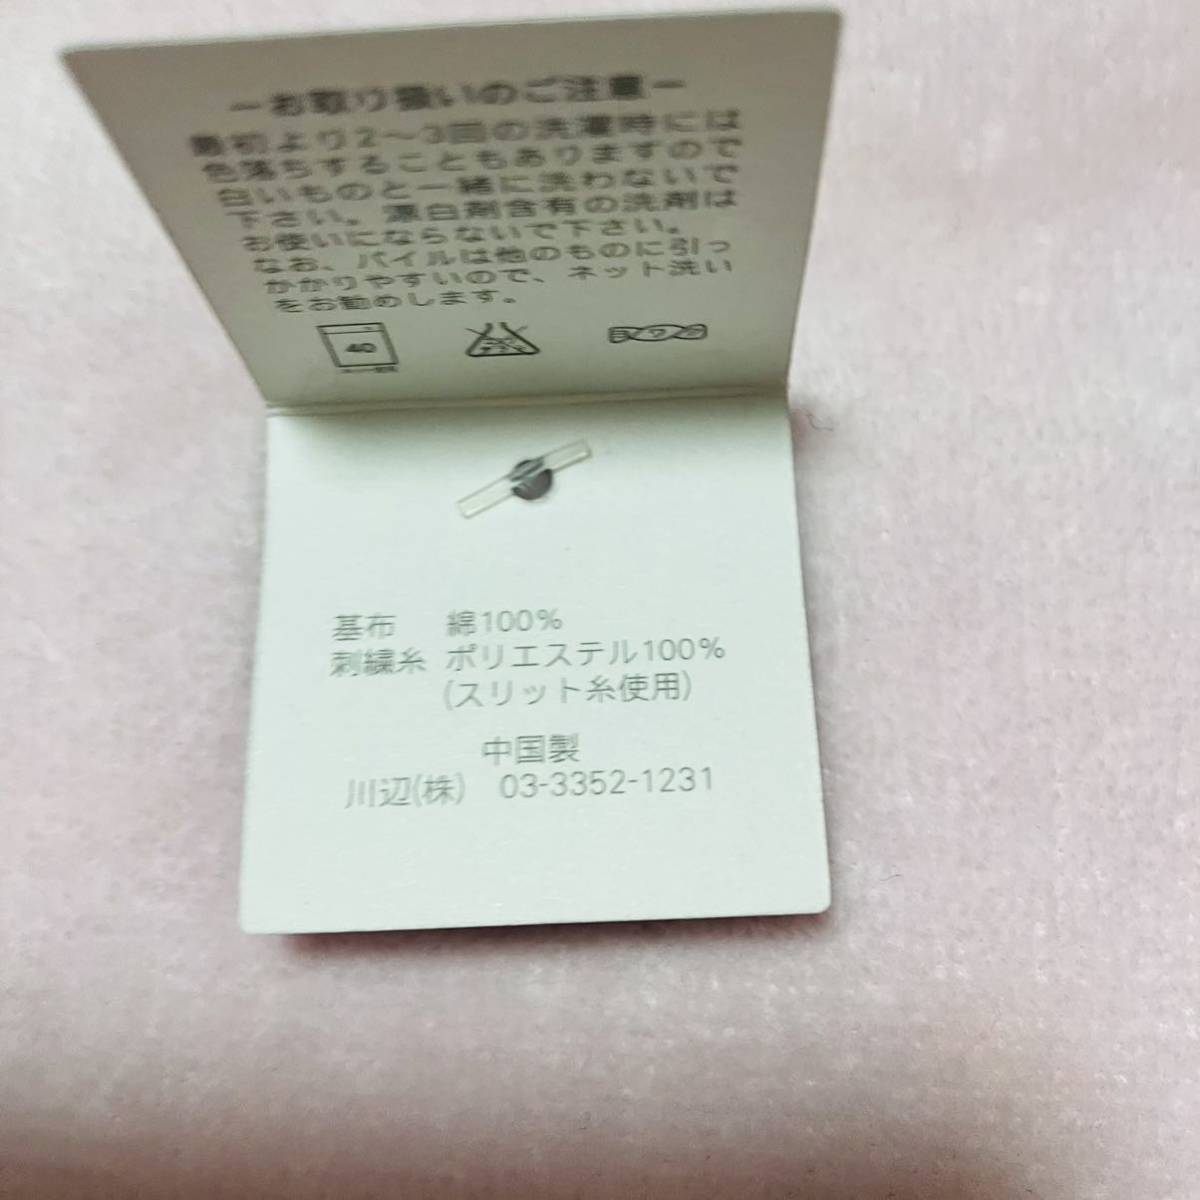 ーお取り扱いのご注意ー
最初より2〜3回の洗濯時には
色落ちすることもありますので
白いものと一緒に洗わないで
下さい。漂白剤含有の洗剤は
お使いにならないで下さい。
なお、パイルは他のものに引っ
かかりやすいので、ネット洗い
をお勧めします。
40
基布 綿100%
刺繍糸 ポリエステル100%
(スリット糸使用)
中国製
川辺(株) 03-3352-1231